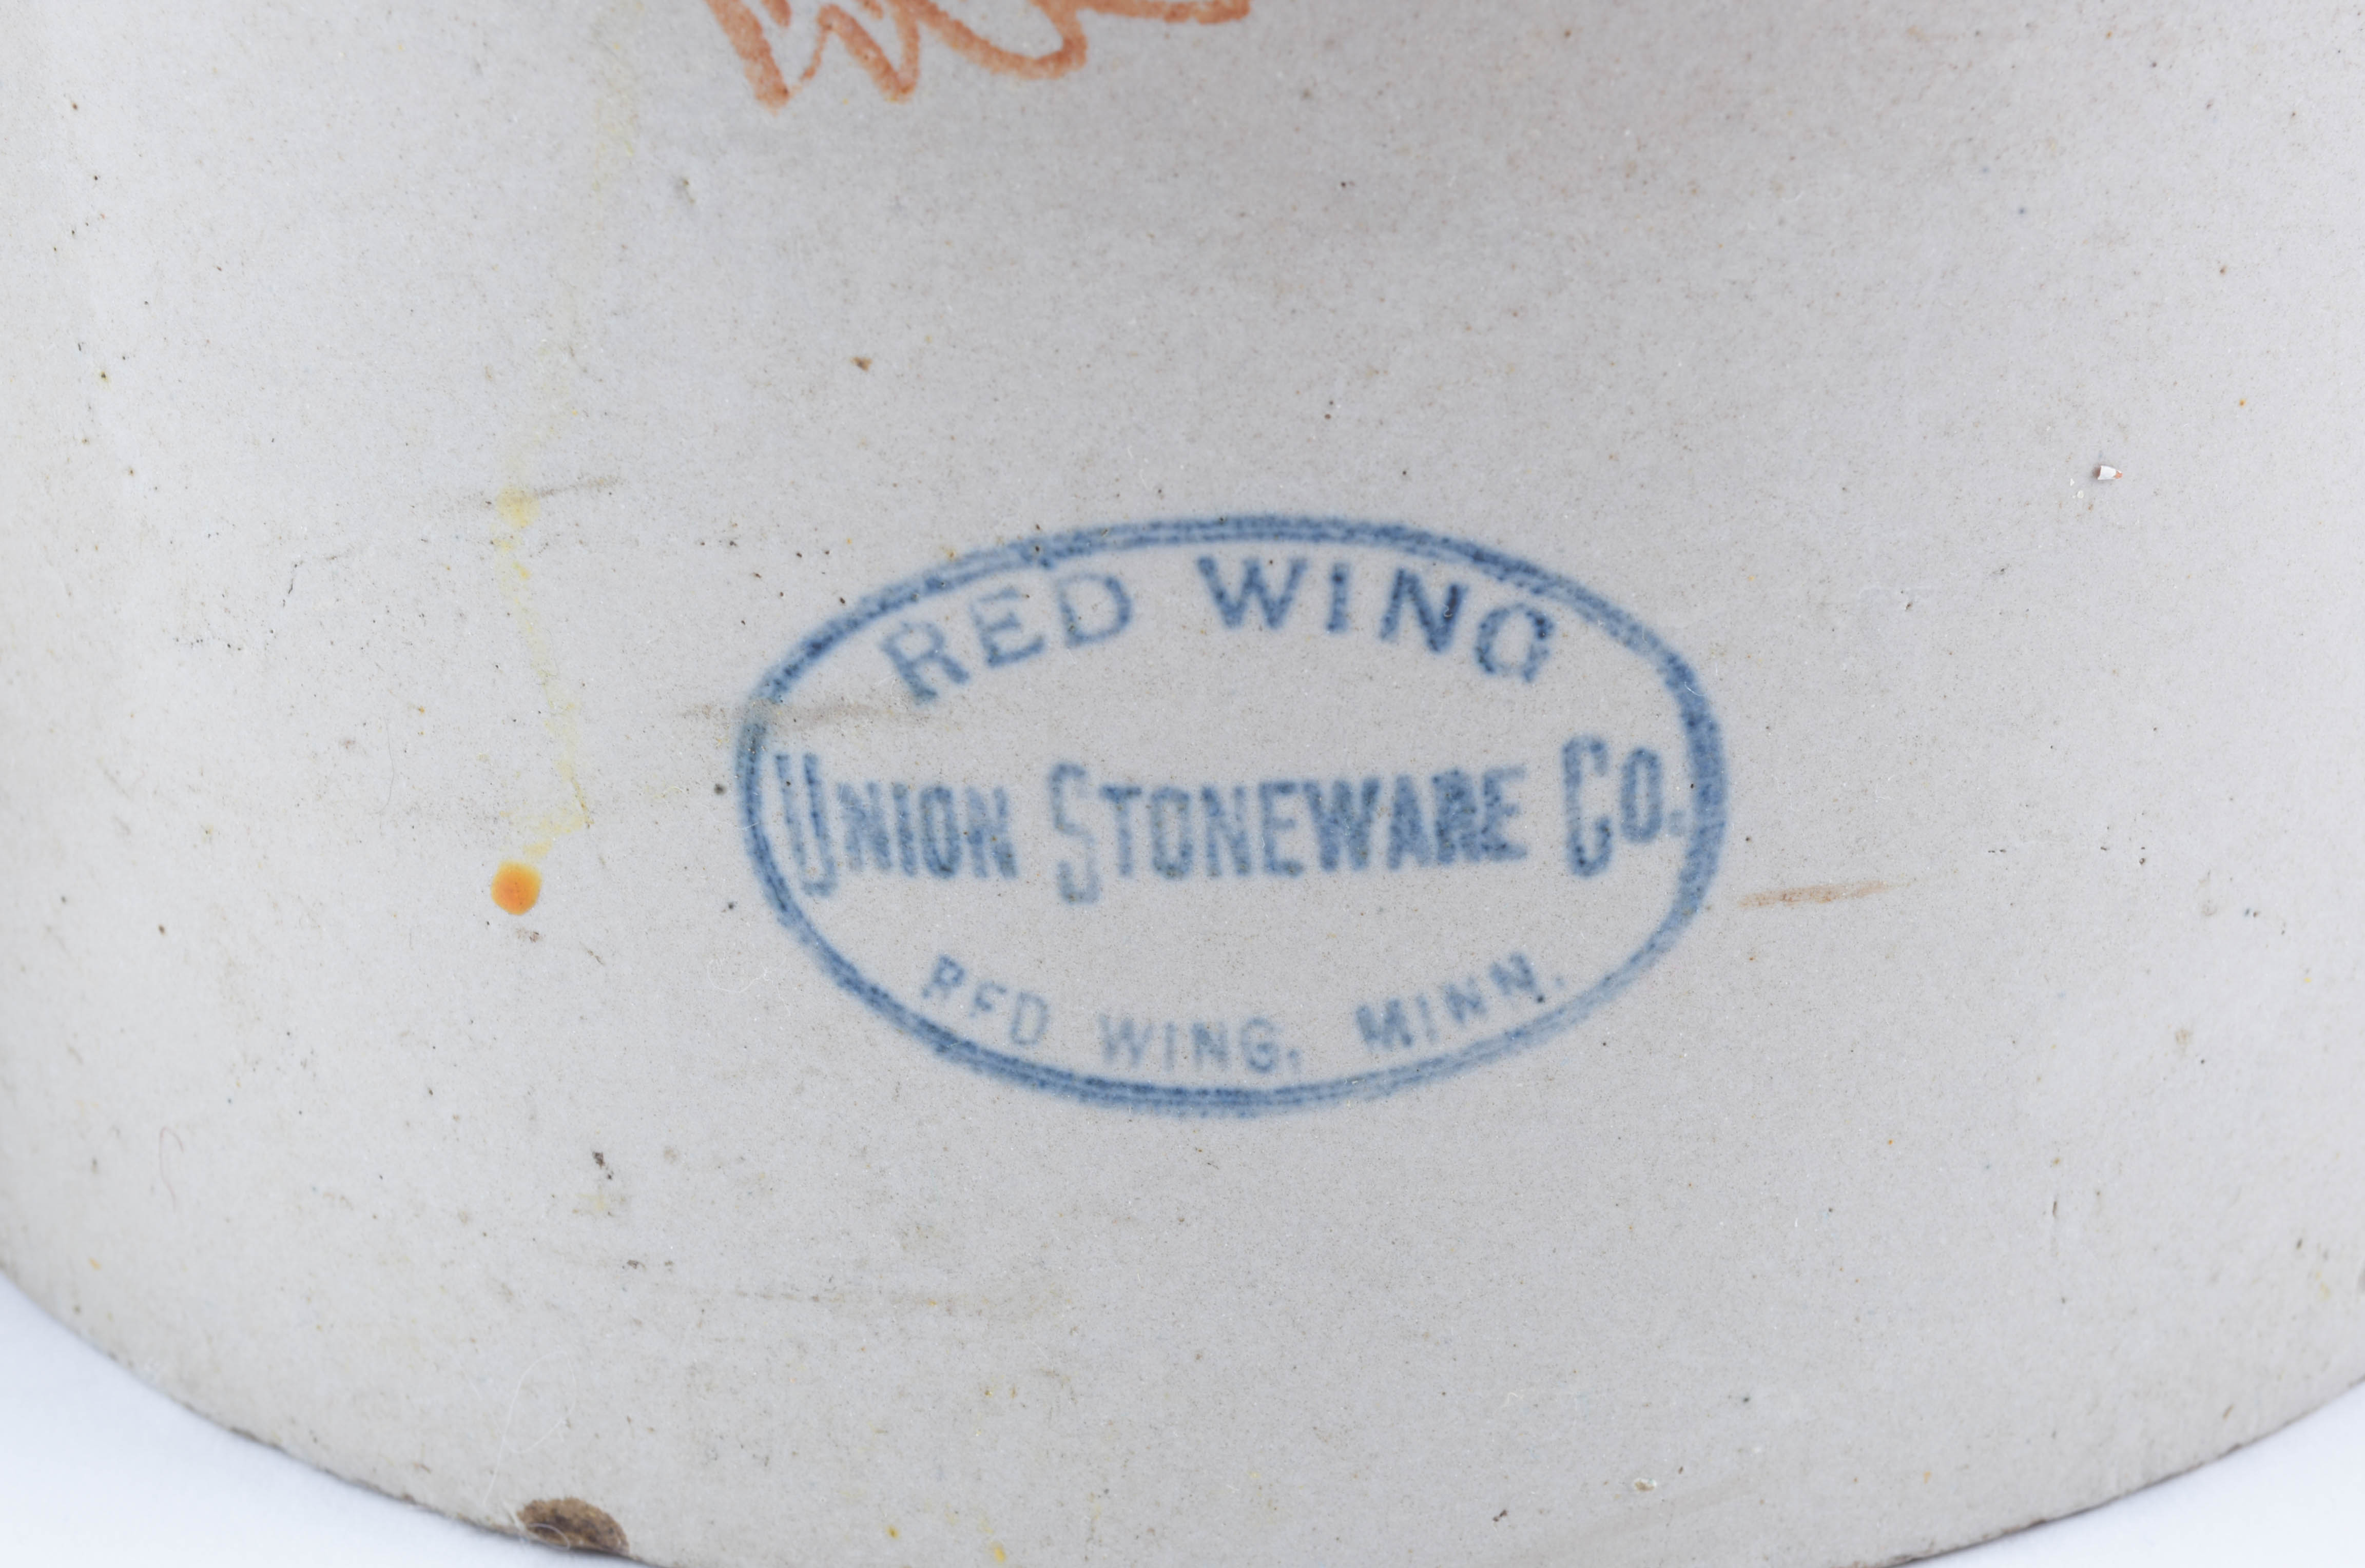 RED WING
UNION STONEWARE CO.
RED WING, MINN.